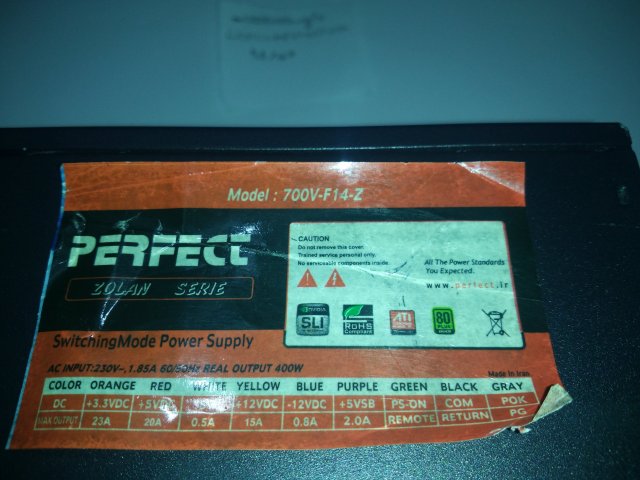 Model : 700V-F14-Z
PERFECT
ZOLAN SERIE
CAUTION
Do not remove this cover.
Trained service personal only.
No serviceable components inside.
All The Power Standards
You Expected.
www.perfect.ir
NVIDIA
SLI
RoHS
Compliant
ATI
80
PLUS
SwitchingMode Power Supply
AC INPUT:230V~,1.85A 60/50Hz REAL OUTPUT 400W
Made In Iran
COLOR ORANGE RED WHITE YELLOW BLUE PURPLE GREEN BLACK GRAY
DC +3.3VDC +5VDC +12VDC -12VDC +5VSB PS-ON COM POK
MAX OUTPUT 23A 20A 0.5A 15A 0.8A 2.0A REMOTE RETURN PG